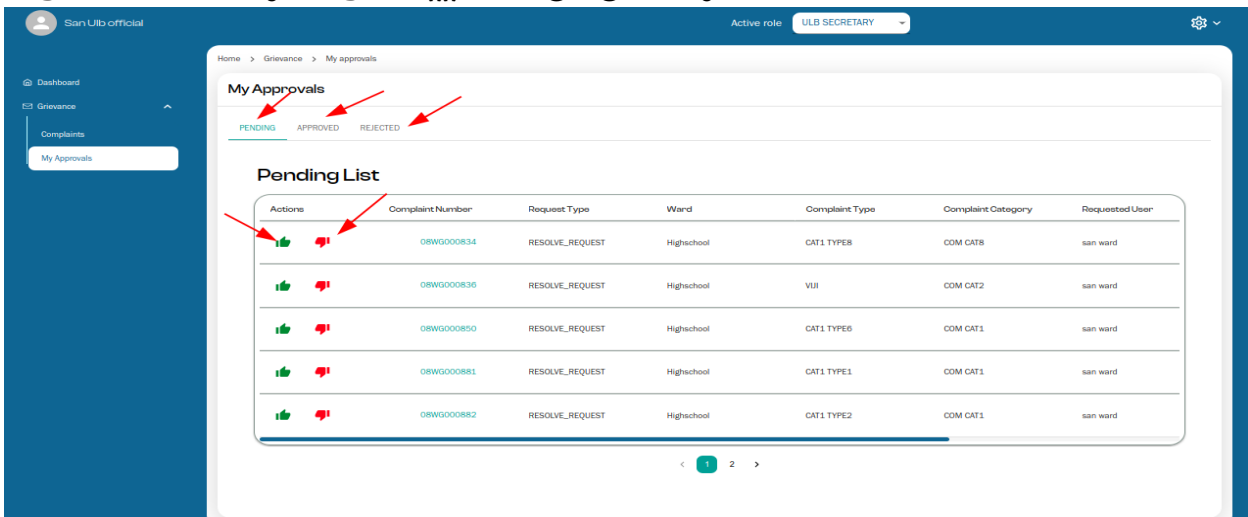 San Ulb official
Active role ULB SECRETARY
Home > Grievance > My approvals
Dashboard
Grievance
Complaints
My Approvals
My Approvals
PENDING APPROVED REJECTED
Pending List
Actions Complaint Number Request Type Ward Complaint Type Complaint Category Requested User
08WG000834 RESOLVE_REQUEST Highschool CAT1 TYPE8 COM CAT8 san ward
08WG000836 RESOLVE_REQUEST Highschool VIJI COM CAT2 san ward
08WG000850 RESOLVE_REQUEST Highschool CAT1 TYPE6 COM CAT1 san ward
08WG000881 RESOLVE_REQUEST Highschool CAT1 TYPE1 COM CAT1 san ward
08WG000882 RESOLVE_REQUEST Highschool CAT1 TYPE2 COM CAT1 san ward
< 1 2 >